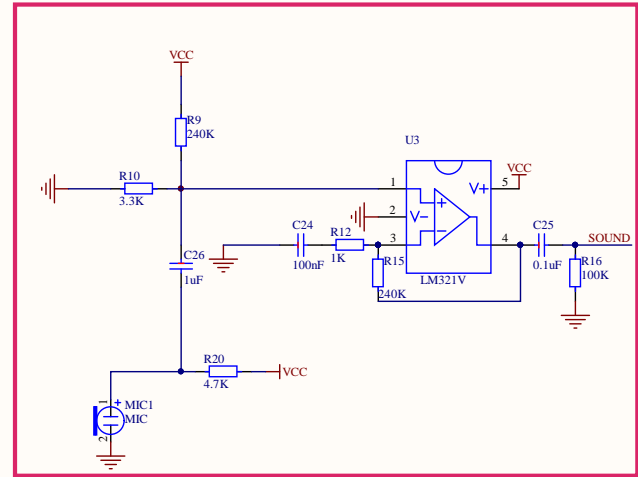 VCC
R9
240K
U3
R10
3.3K
VCC
1
5
V+
+
2
V-
C24
100nF
R12
1K
3
−
4
C25
0.1uF
SOUND
R15
240K
LM321V
R16
100K
C26
1uF
R20
4.7K
VCC
1
+
MIC1
MIC
2